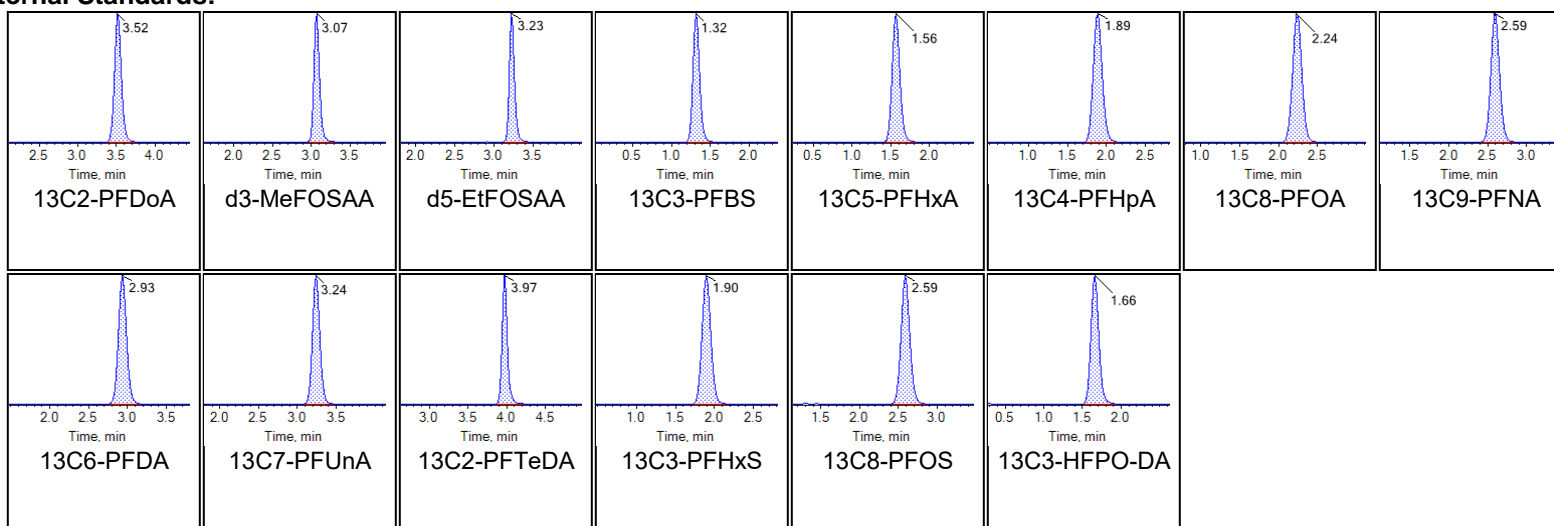 ternal Standards:
3.52 3.07 3.23 1.32 1.56 1.89 2.24 2.59
2.5 3.0 3.5 4.0 2.0 2.5 3.0 3.5 2.0 2.5 3.0 3.5 0.5 1.0 1.5 2.0 0.5 1.0 1.5 2.0 1.0 1.5 2.0 2.5 1.0 1.5 2.0 2.5 1.5 2.0 2.5 3.0
Time, min Time, min Time, min Time, min Time, min Time, min Time, min Time, min
13C2-PFDoA d3-MeFOSAA d5-EtFOSAA 13C3-PFBS 13C5-PFHxA 13C4-PFHpA 13C8-PFOA 13C9-PFNA
2.93 3.24 3.97 1.90 2.59 1.66
2.0 2.5 3.0 3.5 2.0 2.5 3.0 3.5 3.0 3.5 4.0 4.5 1.0 1.5 2.0 2.5 1.5 2.0 2.5 3.0 0.5 1.0 1.5 2.0
Time, min Time, min Time, min Time, min Time, min Time, min
13C6-PFDA 13C7-PFUnA 13C2-PFTeDA 13C3-PFHxS 13C8-PFOS 13C3-HFPO-DA